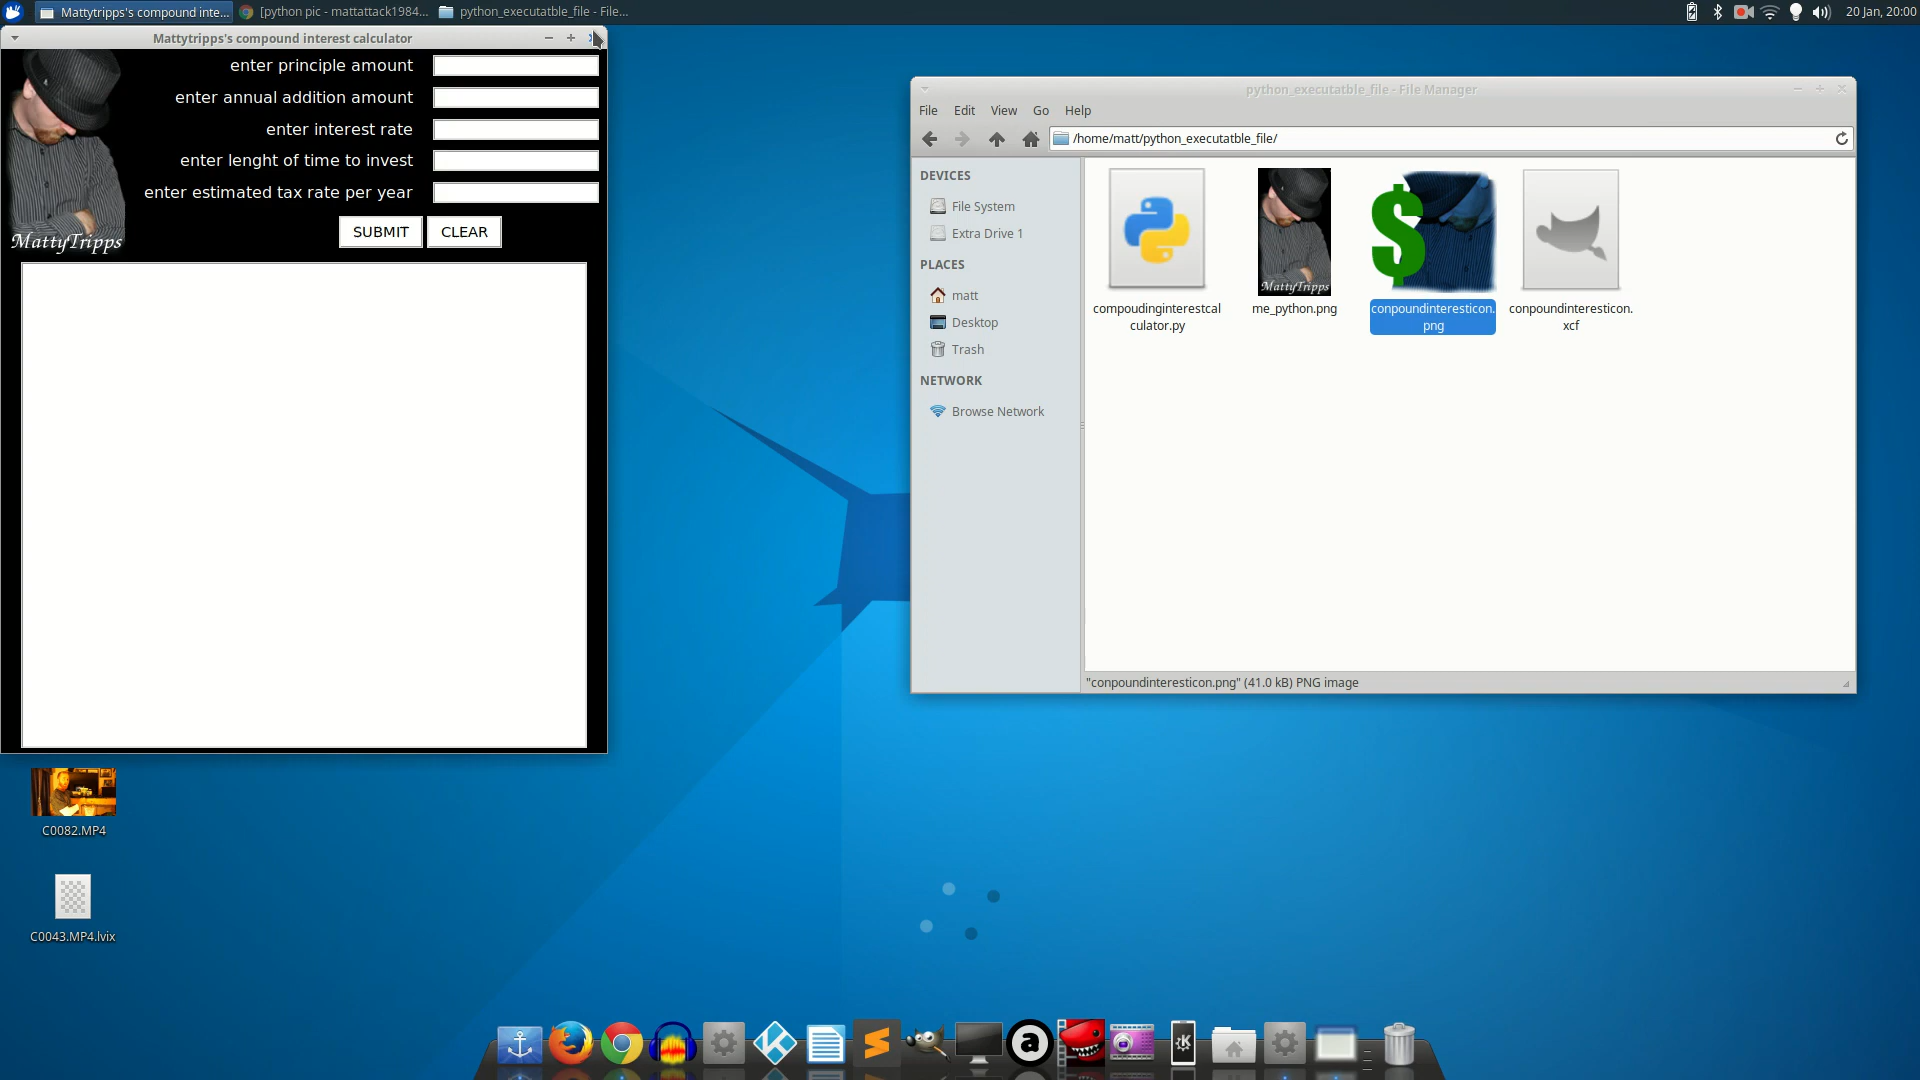 Mattytripps's compound inte...
[python pic - mattattack1984...
python_executatble_file - File...
20 Jan, 20:00
Mattytripps's compound interest calculator
enter principle amount
enter annual addition amount
enter interest rate
enter lenght of time to invest
enter estimated tax rate per year
SUBMIT
CLEAR
MattyTripps
python_executatble_file - File Manager
File Edit View Go Help
/home/matt/python_executatble_file/
DEVICES
File System
Extra Drive 1
PLACES
matt
Desktop
Trash
NETWORK
Browse Network
compoudinginterestcal
culator.py
MattyTripps
me_python.png
$
conpoundinteresticon.
png
conpoundinteresticon.
xcf
"conpoundinteresticon.png" (41.0 kB) PNG image
C0082.MP4
C0043.MP4.lvix
a
K